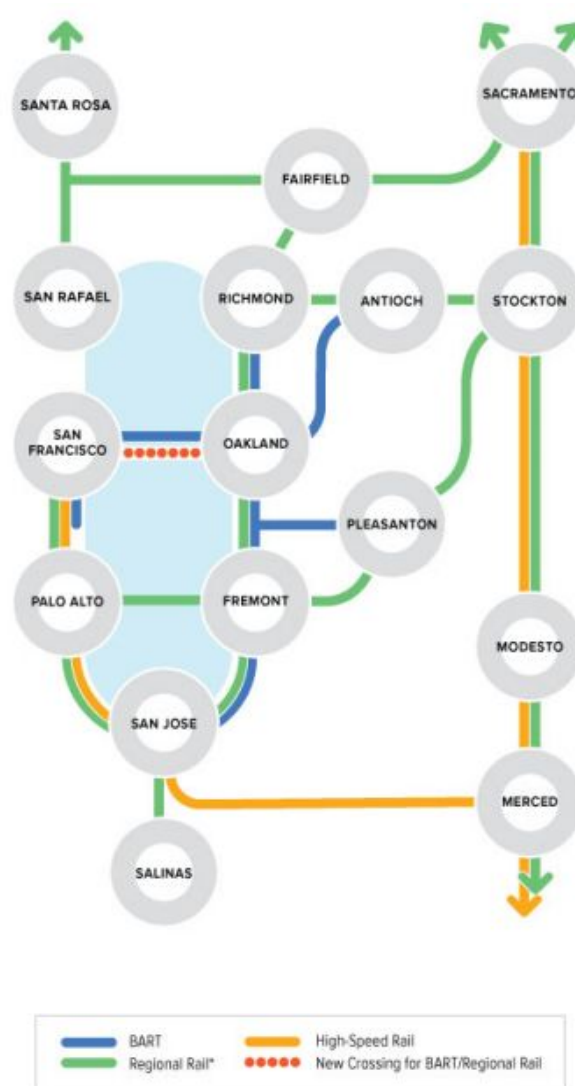 SANTA ROSA
SACRAMENTO
FAIRFIELD
SAN RAFAEL
RICHMOND
ANTIOCH
STOCKTON
SAN
FRANCISCO
OAKLAND
PLEASANTON
PALO ALTO
FREMONT
MODESTO
SAN JOSE
MERCED
SALINAS
BART
High-Speed Rail
Regional Rail*
New Crossing for BART/Regional Rail